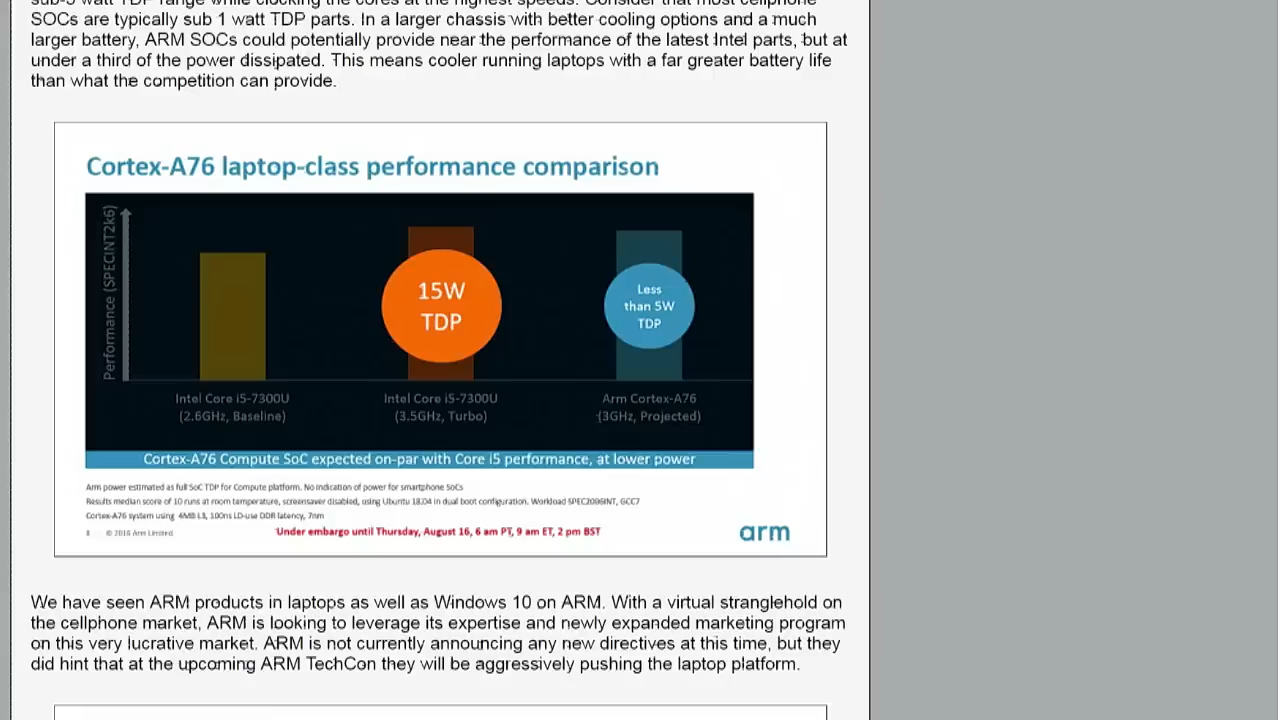 SOCs are typically sub 1 watt TDP parts. In a larger chassis with better cooling options and a much
larger battery, ARM SOCs could potentially provide near the performance of the latest Intel parts, but at
under a third of the power dissipated. This means cooler running laptops with a far greater battery life
than what the competition can provide.
Cortex-A76 laptop-class performance comparison
Performance (SPECINT2k6)
15W
TDP
Less
than 5W
TDP
Intel Core i5-7300U
(2.6GHz, Baseline)
Intel Core i5-7300U
(3.5GHz, Turbo)
Arm Cortex-A76
(3GHz, Projected)
Cortex-A76 Compute SoC expected on-par with Core i5 performance, at lower power
Arm power estimated as full SoC TDP for Compute platform. No indication of power for smartphone SoCs
Results median score of 10 runs at room temperature, screensaver disabled, using Ubuntu 18.04 in dual boot configuration. Workload SPEC2006INT, GCC7
Cortex-A76 system using 4MB L3, 100ns LD-use DDR latency, 7nm
8 © 2018 Arm Limited
Under embargo until Thursday, August 16, 6 am PT, 9 am ET, 2 pm BST
arm
We have seen ARM products in laptops as well as Windows 10 on ARM. With a virtual stranglehold on
the cellphone market, ARM is looking to leverage its expertise and newly expanded marketing program
on this very lucrative market. ARM is not currently announcing any new directives at this time, but they
did hint that at the upcoming ARM TechCon they will be aggressively pushing the laptop platform.